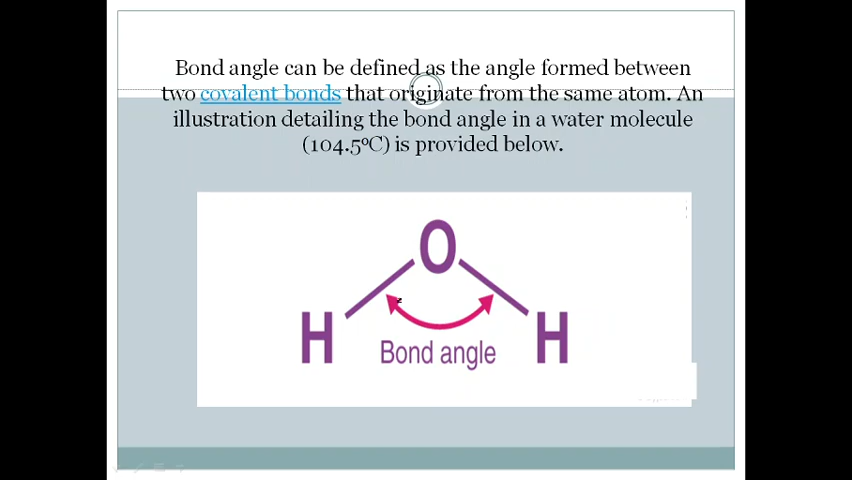 Bond angle can be defined as the angle formed between
two covalent bonds that originate from the same atom. An
illustration detailing the bond angle in a water molecule
(104.5⁰C) is provided below.
O
H
H
Bond angle